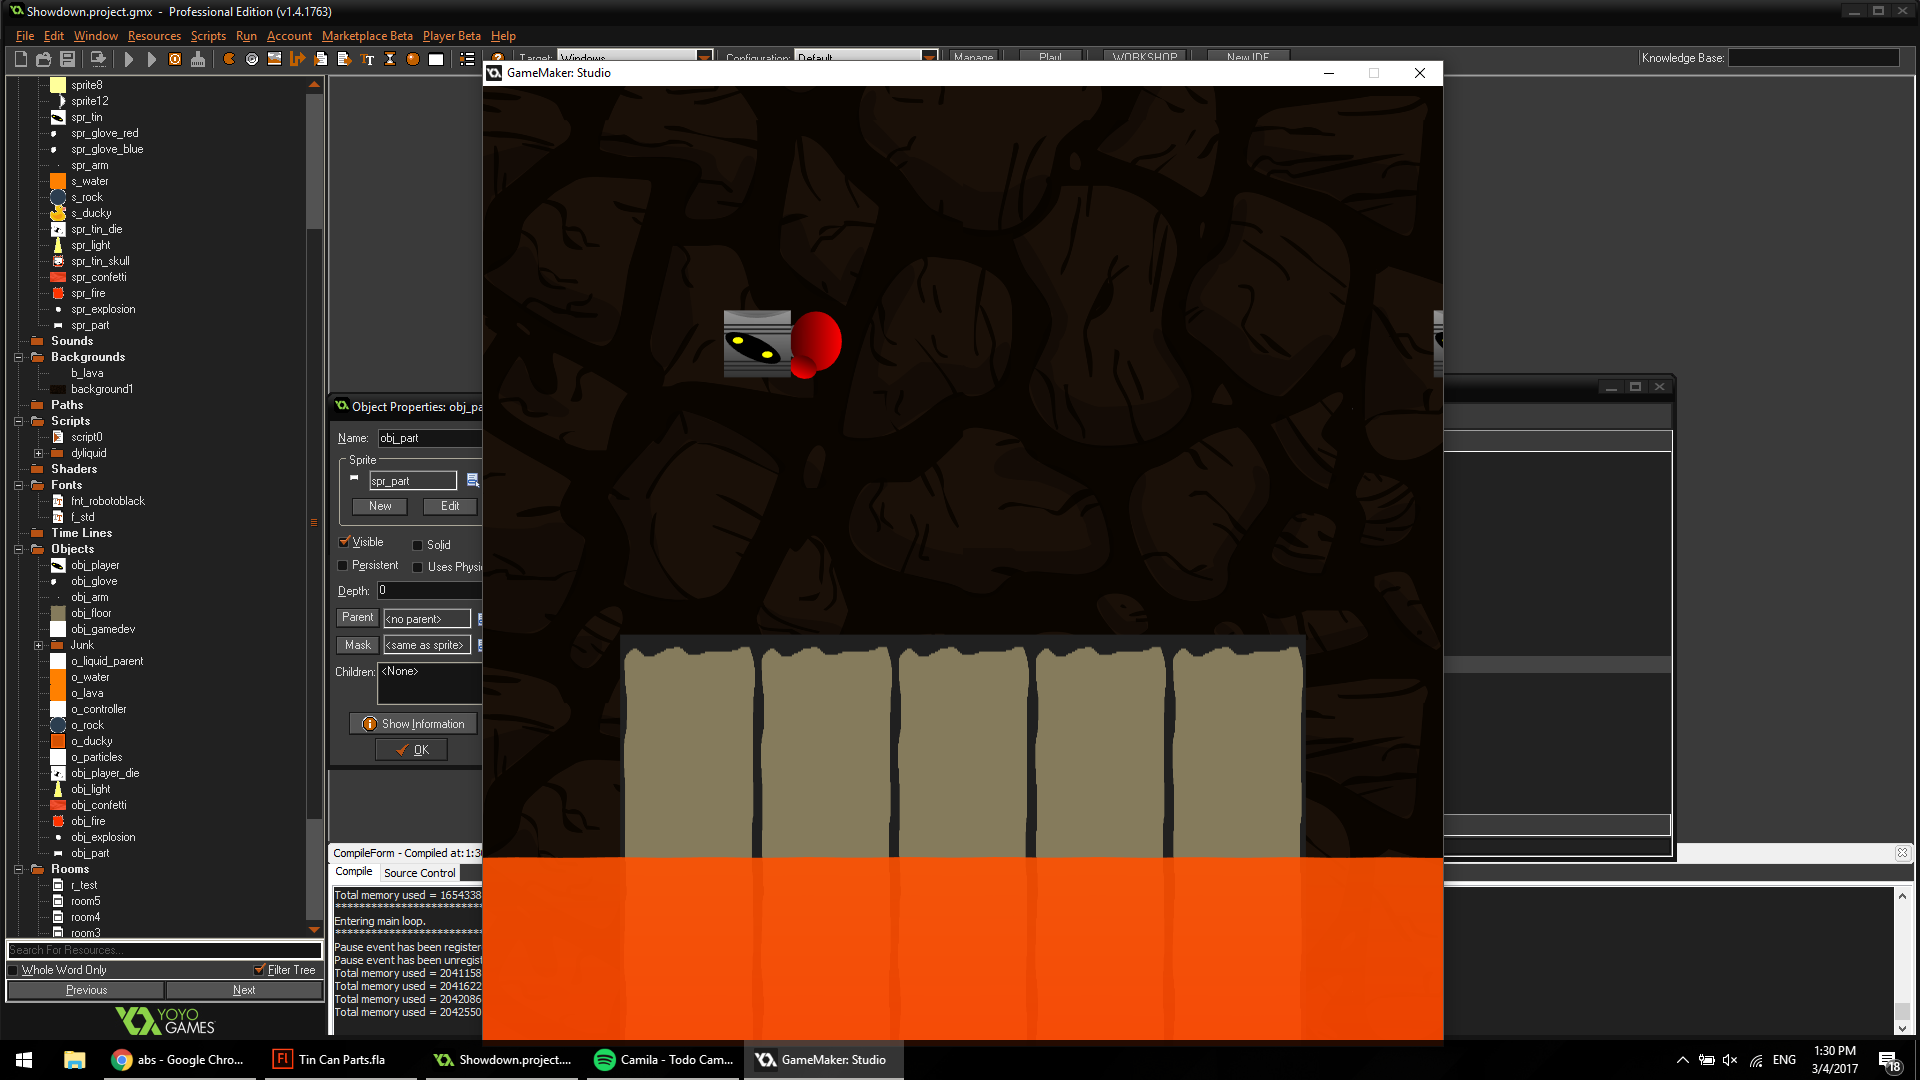 Showdown.project.gmx - Professional Edition (v1.4.1763)
File Edit Window Resources Scripts Run Account Marketplace Beta Player Beta Help
Target: Windows Configuration: Default Manage Play! WORKSHOP New IDE Knowledge Base:
GameMaker: Studio
sprite8
sprite12
spr_tin
spr_glove_red
spr_glove_blue
spr_arm
s_water
s_rock
s_ducky
spr_tin_die
spr_light
spr_tin_skull
spr_confetti
spr_fire
spr_explosion
spr_part
Sounds
Backgrounds
b_lava
background1
Paths
Scripts
script0
dyliquid
Shaders
Fonts
fnt_robotoblack
f_std
Time Lines
Objects
obj_player
obj_glove
obj_arm
obj_floor
obj_gamedev
Junk
o_liquid_parent
o_water
o_lava
o_controller
o_rock
o_ducky
o_particles
obj_player_die
obj_light
obj_confetti
obj_fire
obj_explosion
obj_part
Rooms
r_test
room5
room4
room3
Search For Resources...
Whole Word Only Filter Tree
Previous Next
YOYO
GAMES
Object Properties: obj_pa
Name: obj_part
Sprite
spr_part
New Edit
Visible Solid
Persistent Uses Physi
Depth: 0
Parent <no parent>
Mask <same as sprite>
Children: <None>
Show Information
OK
CompileForm - Compiled at: 1:3
Compile Source Control
Total memory used = 1654338
***********************
Entering main loop.
***********************
Pause event has been register
Pause event has been unregist
Total memory used = 2041158
Total memory used = 2041622
Total memory used = 2042086
Total memory used = 2042550
abs - Google Chro... Fl Tin Can Parts.fla Showdown.project.... Camila - Todo Cam... GameMaker: Studio
ENG
1:30 PM
3/4/2017
18